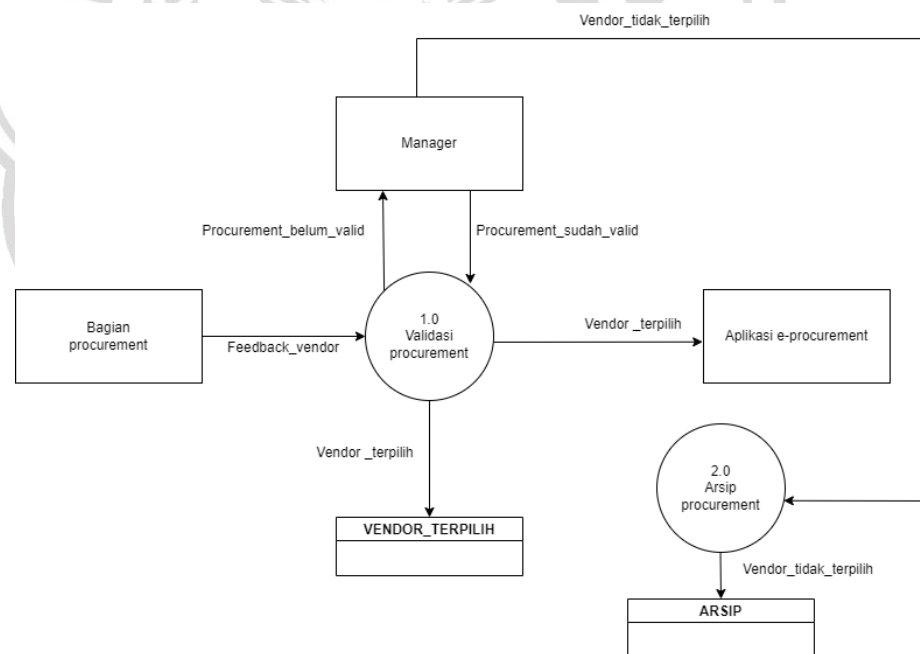 Vendor_tidak_terpilih
Manager
Procurement_belum_valid
Procurement_sudah_valid
Bagian
procurement
Feedback_vendor
1.0
Validasi
procurement
Vendor _terpilih
Aplikasi e-procurement
Vendor _terpilih
VENDOR_TERPILIH
2.0
Arsip
procurement
Vendor_tidak_terpilih
ARSIP